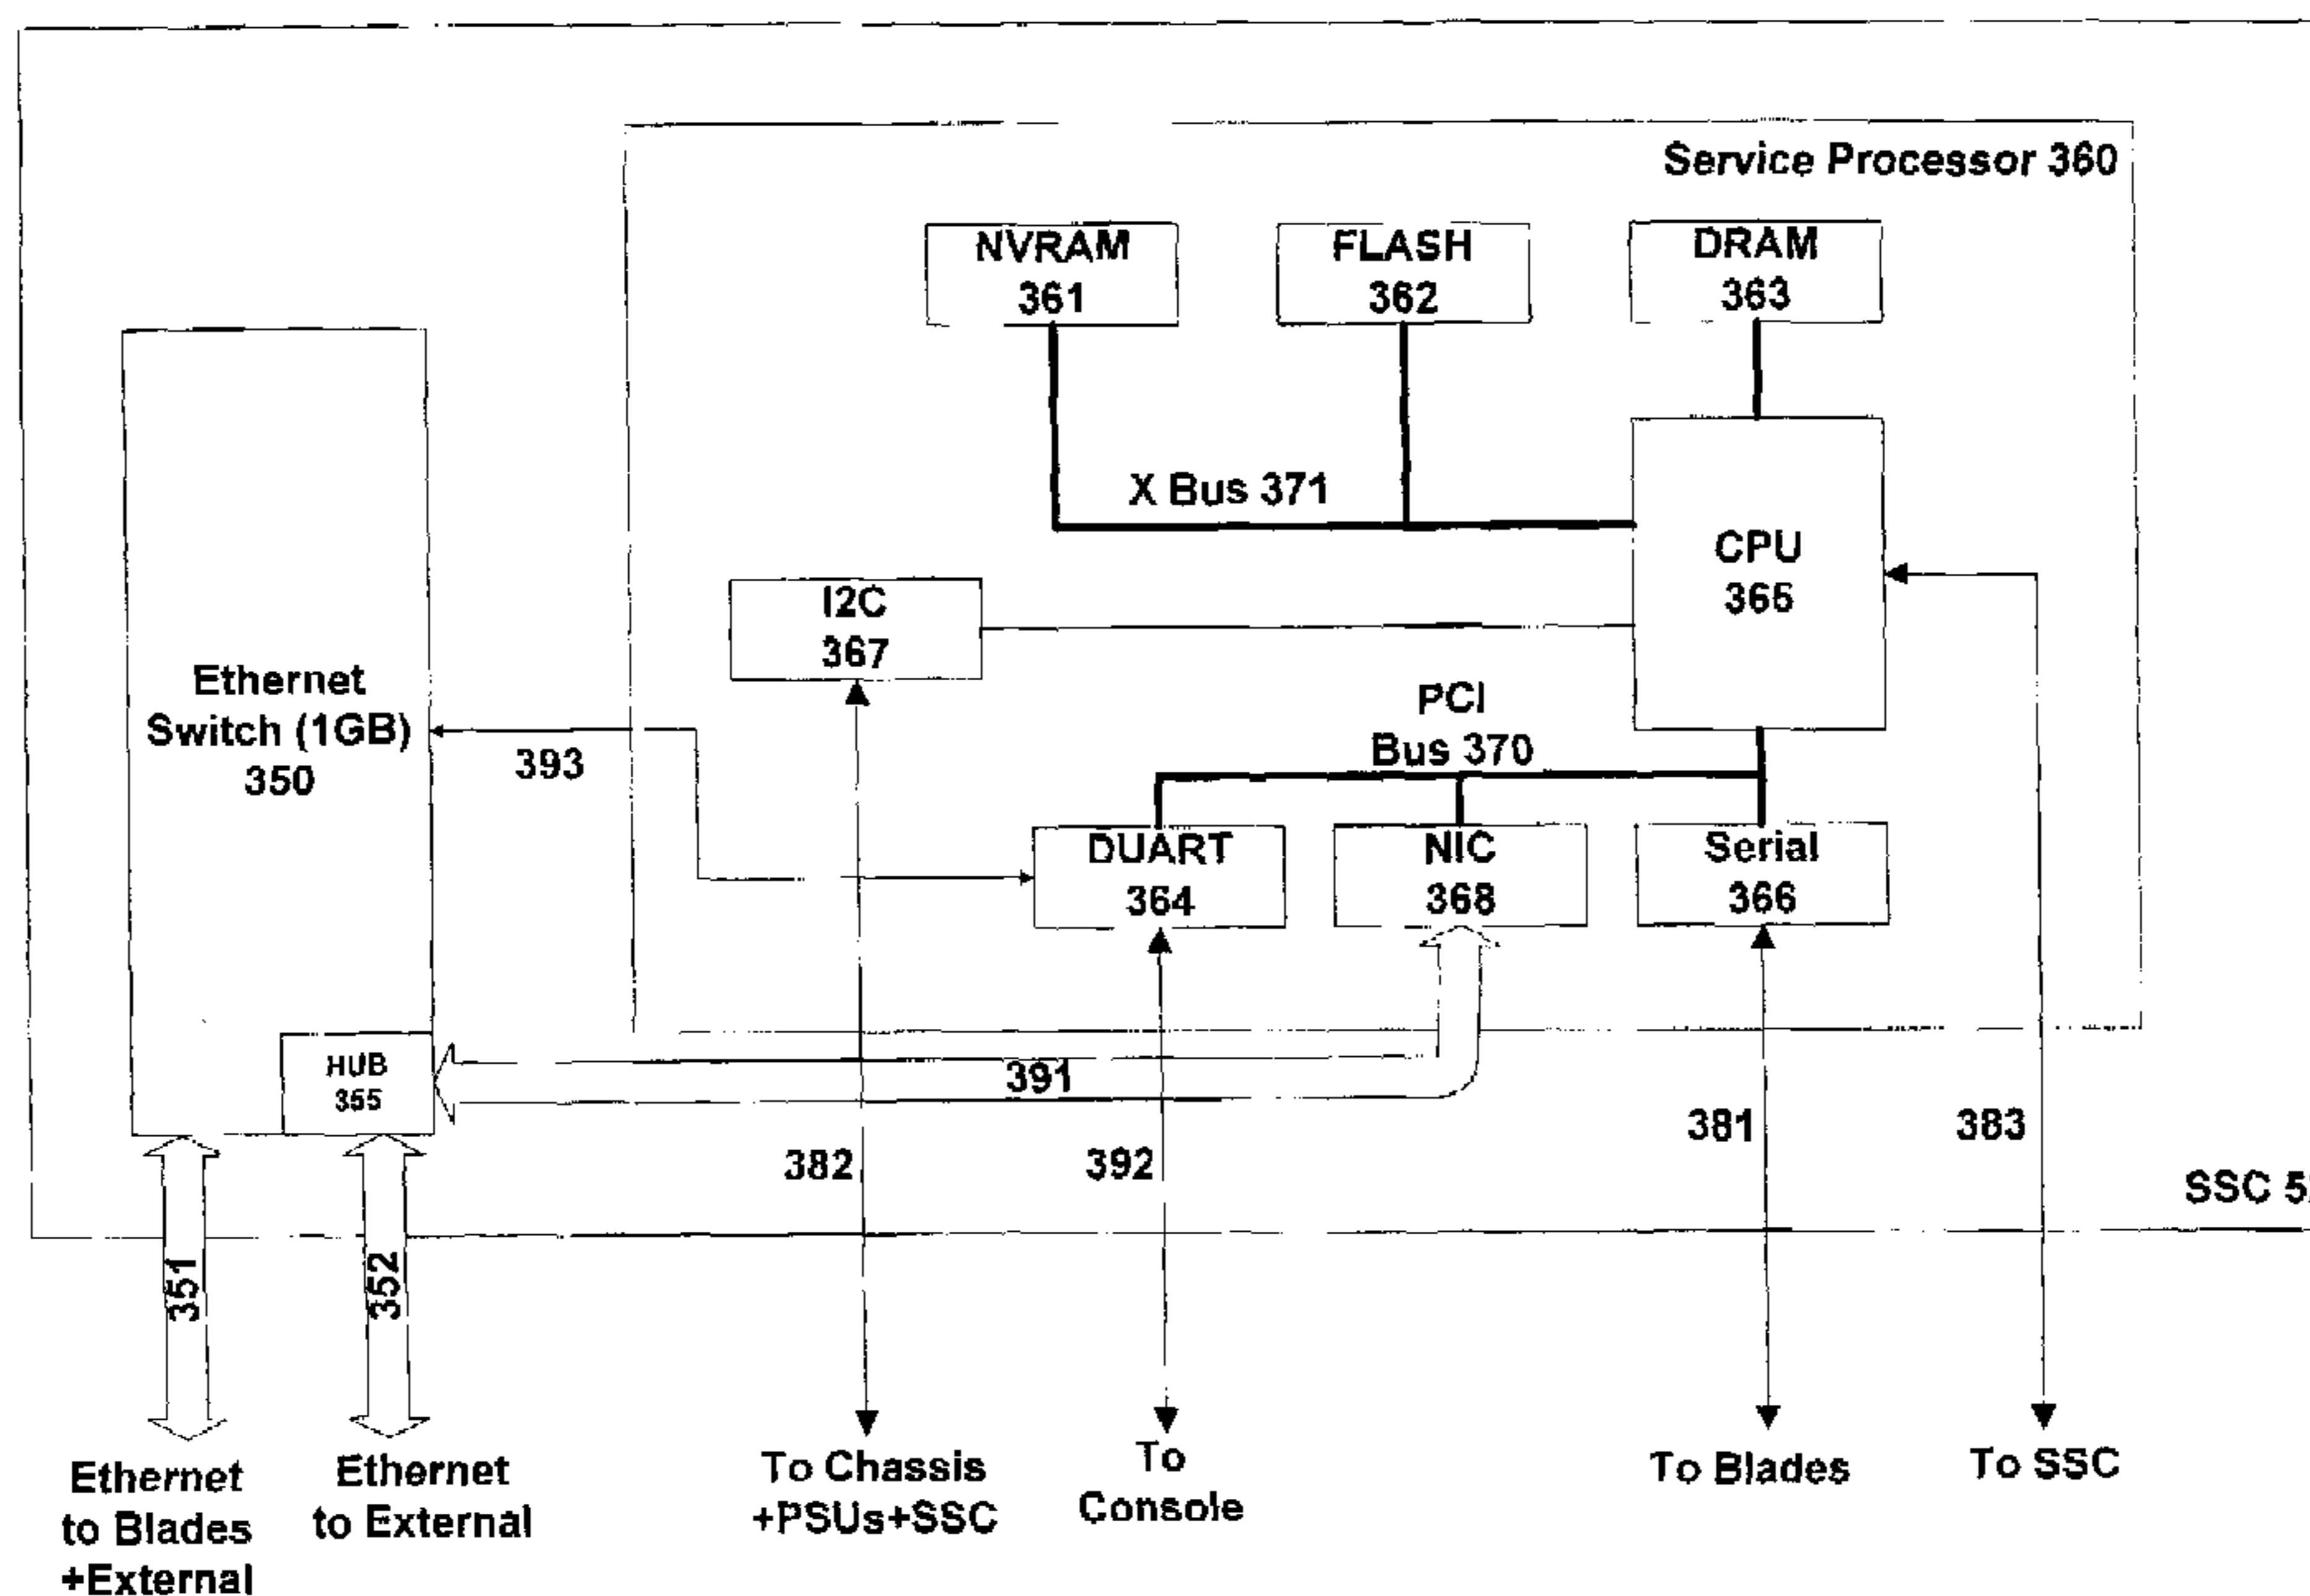 Service Processor 360
NVRAM
361
FLASH
362
DRAM
363
X Bus 371
CPU
365
I2C
367
Ethernet
Switch (1GB)
350
393
PCI
Bus 370
DUART
364
NIC
368
Serial
366
HUB
355
391
382
392
381
383
SSC 5
351
352
Ethernet
to Blades
+External
Ethernet
to External
To Chassis
+PSUs+SSC
To
Console
To Blades
To SSC